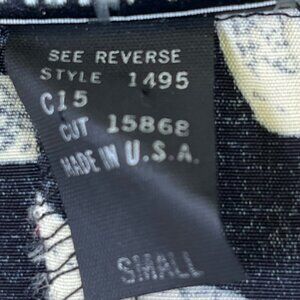 SEE REVERSE
STYLE 1495
C15
CUT 15868
MADE IN U.S.A.
SMALL